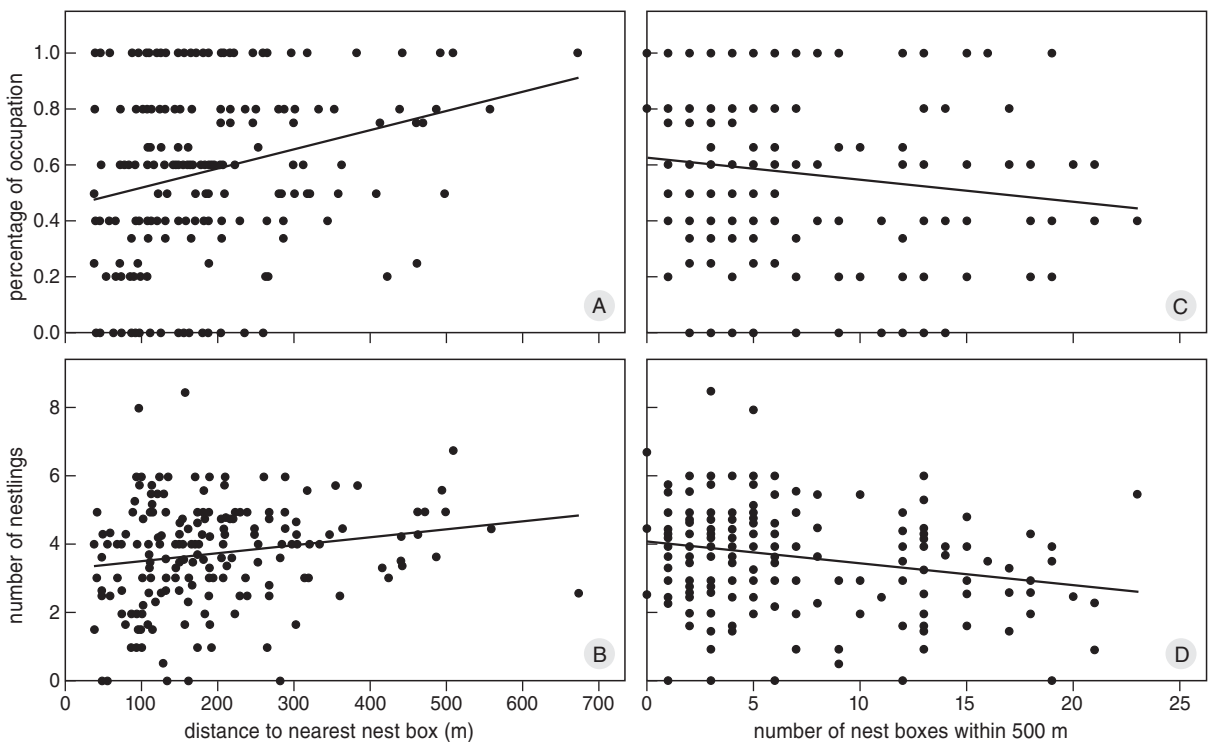 percentage of occupation
1.0
0.8
0.6
0.4
0.2
0.0
A
C
number of nestlings
8
6
4
2
0
B
D
0 100 200 300 400 500 600 700
0 5 10 15 20 25
distance to nearest nest box (m)
number of nest boxes within 500 m